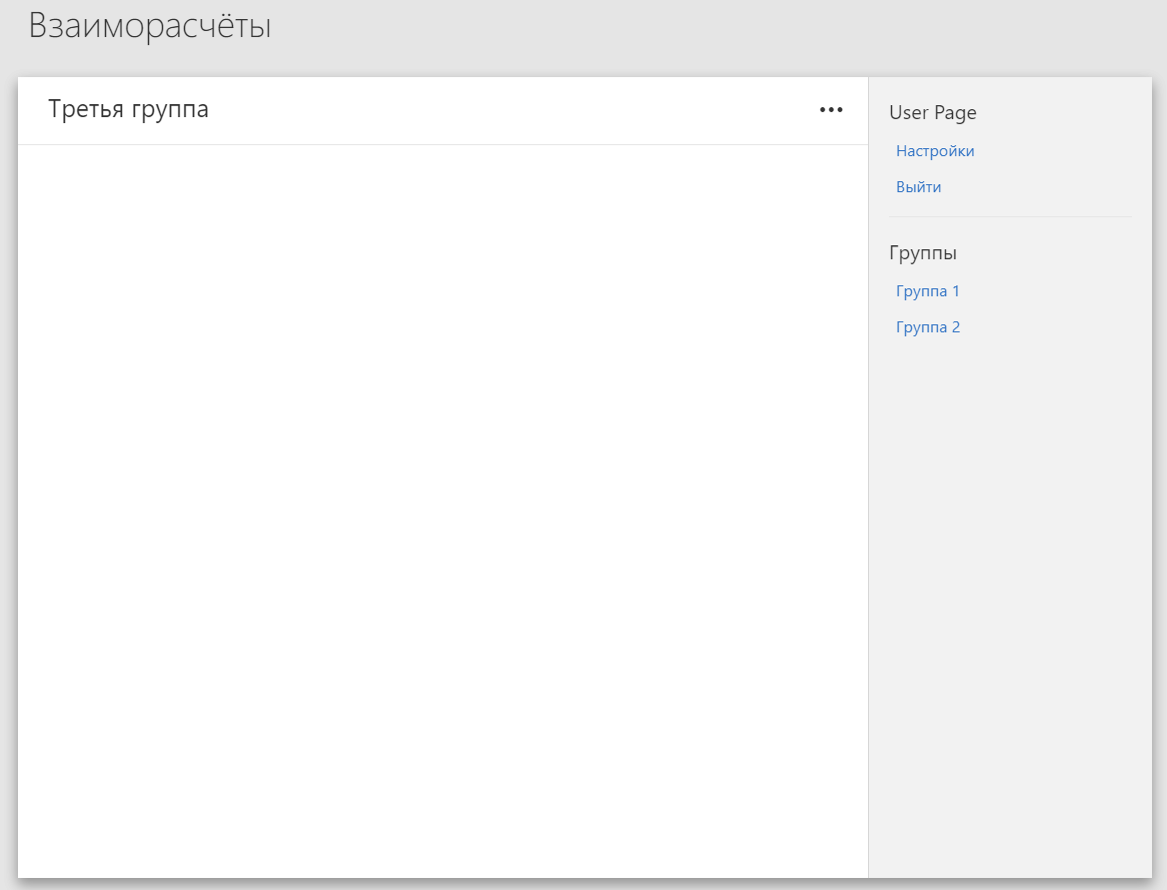 Взаиморасчёты
Третья группа
•••
User Page
Настройки
Выйти
Группы
Группа 1
Группа 2